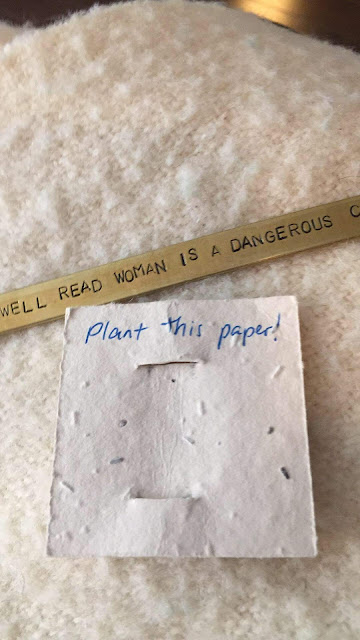 WELL READ WOMAN IS A DANGEROUS C
Plant this paper!